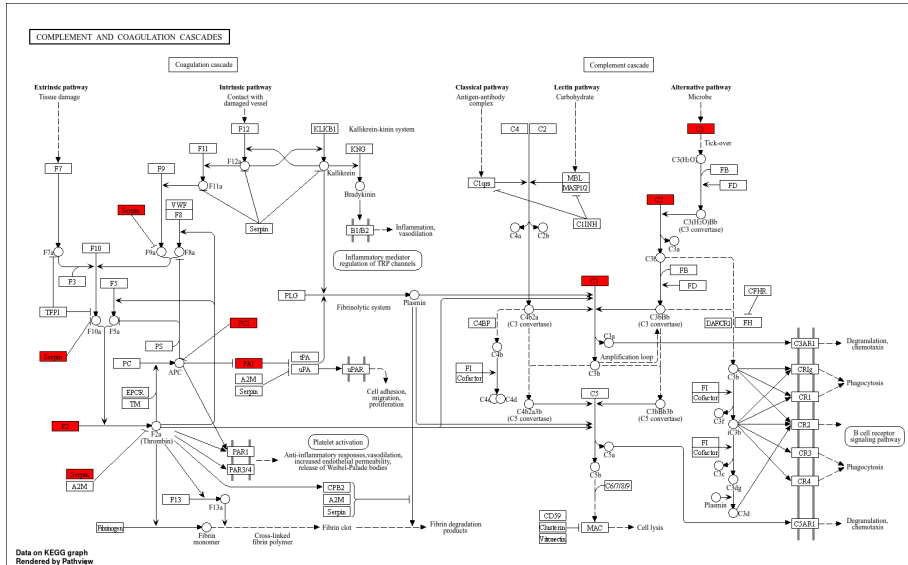 COMPLEMENT AND COAGULATION CASCADES
Coagulation cascade
Complement cascade
Extrinsic pathway
Tissue damage
Intrinsic pathway
Contact with
damaged vessel
Classical pathway
Antigen-antibody
complex
Lectin pathway
Carbohydrate
Alternative pathway
Microbe
F12
KLKB1
Kallikrein-kinin system
C4
C2
C3
Tick-over
F11
KNG
F7
F9
F12a
Kallikrein
C3(H2O)
FB
FD
F11a
Bradykinin
C1qrs
MBL
MASP1/2
VWF
F8
Serpin
Serpin
C1INH
C3
C3(H2O)Bb
(C3 convertase)
B1/B2
Inflammation,
vasodilation
C4a
C2b
C3a
F10
F7a
F9a
F8a
Inflammatory mediator
regulation of TRP channels
C3b
F3
F5
FB
FD
C3
CFHR
PLG
Plasmin
Fibrinolytic system
TFPI
F10a
F5a
PCI
C4BP
C4b2a
(C3 convertase)
C3bBb
(C3 convertase)
DAF
CR1
FH
PS
C4b
C3a
C3AR1
Degranulation,
chemotaxis
Serpin
PC
APC
PAI
tPA
uPA
uPAR
Amplification loop
C3b
C3b
CRIg
A2M
Serpin
FI
Cofactor
Phagocytosis
EPCR
TM
Cell adhesion,
migration,
proliferation
C4c
C4d
C5
FI
Cofactor
CR1
C4b2a3b
(C5 convertase)
C3bBb3b
(C5 convertase)
C3f
F2
F2a
(Thrombin)
Platelet activation
iC3b
CR2
B cell receptor
signaling pathway
PAR1
PAR3/4
Anti-inflammatory responses,vasodilation,
increased endothelial permeability,
release of Weibel-Palade bodies
C5a
FI
Cofactor
CR3
Serpin
A2M
C5b
C3c
Phagocytosis
C3dg
CR4
CPB2
A2M
Serpin
C6/7/8/9
Plasmin
F13
F13a
C3d
CD59
Clusterin
Vitronectin
MAC
Cell lysis
C5AR1
Degranulation,
chemotaxis
Fibrinogen
Fibrin
monomer
Cross-linked
fibrin polymer
Fibrin clot
Fibrin degradation
products
Data on KEGG graph
Rendered by Pathview